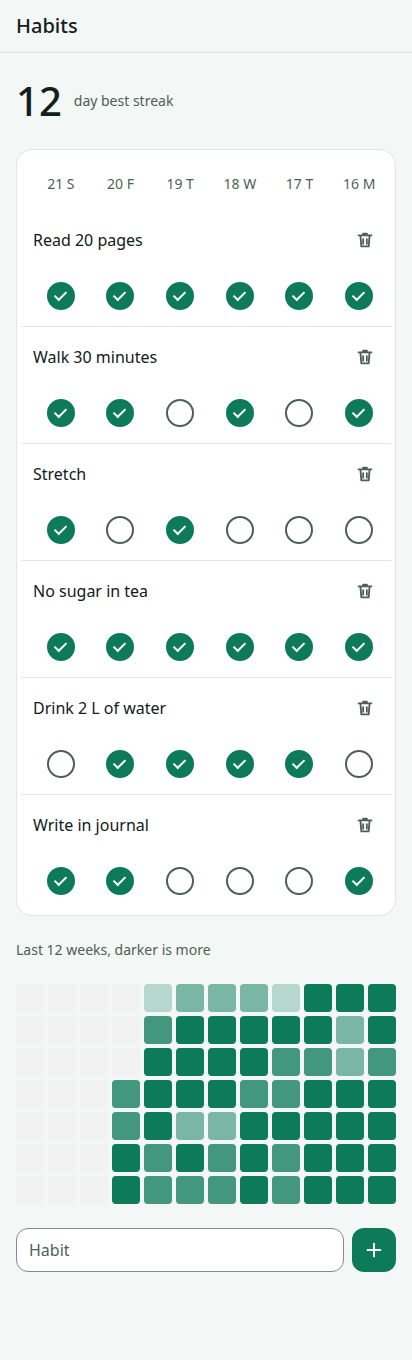 Habits
12 day best streak
21 S 20 F 19 T 18 W 17 T 16 M
Read 20 pages
Walk 30 minutes
Stretch
No sugar in tea
Drink 2 L of water
Write in journal
Last 12 weeks, darker is more
Habit